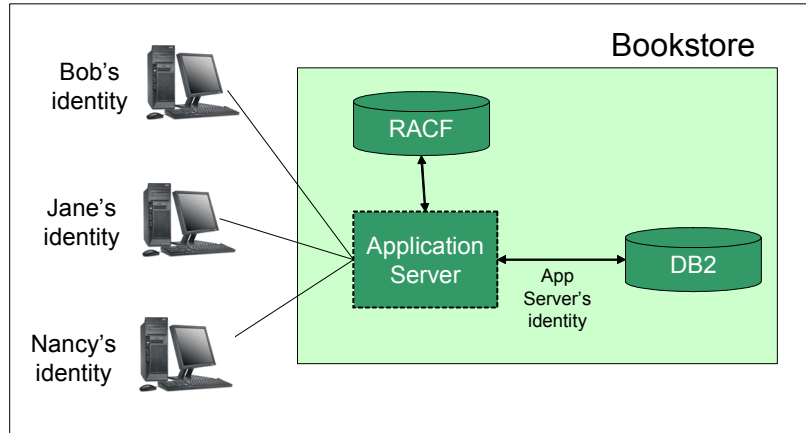 Bookstore
Bob's
identity
RACF
Jane's
identity
Application
Server
DB2
App
Server's
identity
Nancy's
identity